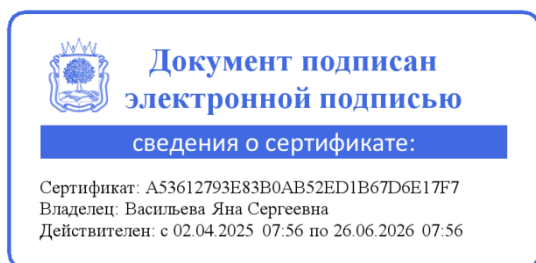 Документ подписан
электронной подписью
сведения о сертификате:
Сертификат: A53612793E83B0AB52ED1B67D6E17F7
Владелец: Васильева Яна Сергеевна
Действителен: с 02.04.2025 07:56 по 26.06.2026 07:56